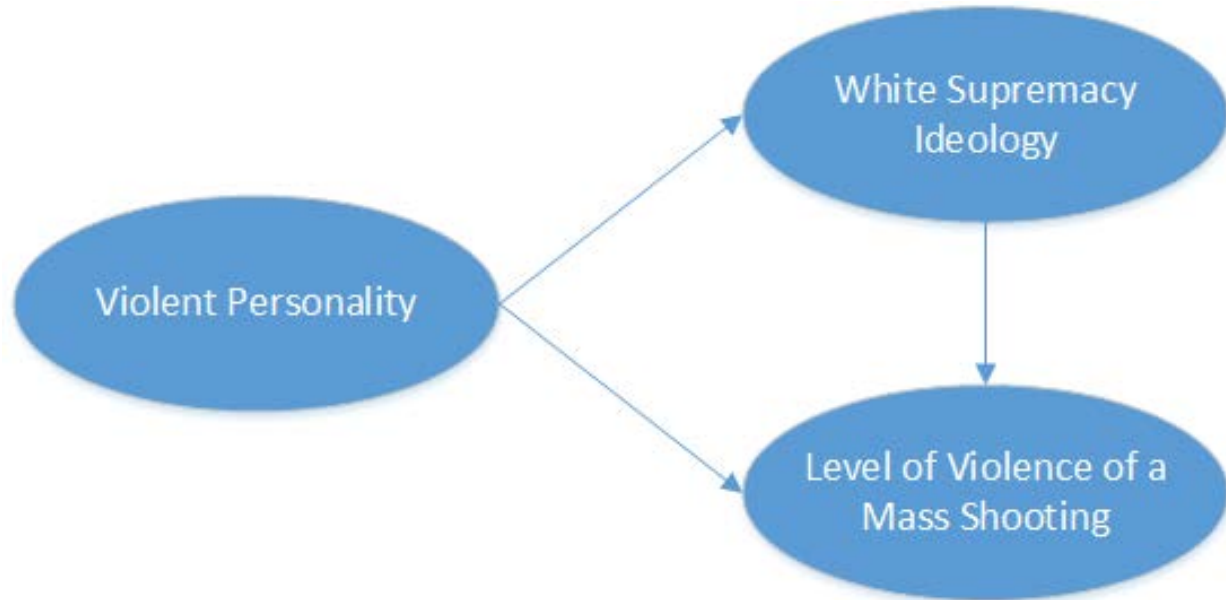 White Supremacy
Ideology
Violent Personality
Level of Violence of a
Mass Shooting